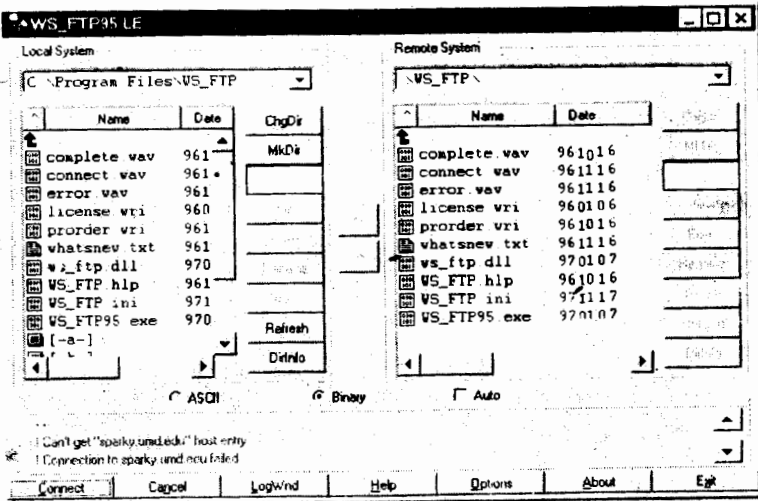 WS_FTP95 LE
Local System
C \Program Files\WS_FTP
^ Name Date
complete.wav 961
connect wav 961
error.wav 961
license wri 960
prorder wri 961
whatsnew.txt 961
ws_ftp.dll 970
WS_FTP.hlp 961
WS_FTP ini 971
WS_FTP95 exe 970
[-a-]
ChgDir
MkDir
Refresh
DirInfo
Remote System
\WS_FTP\
^ Name Date
complete.wav 961016
connect wav 961116
error.wav 961116
license wri 960106
prorder wri 961016
whatsnew txt 961116
ws_ftp dll 970107
WS_FTP hlp 961016
WS_FTP ini 971117
WS_FTP95 exe 970107
ASCII Binary Auto
! Can't get "sparky.umd.edu" host entry
! Connection to sparky.umd.edu failed
Connect Cancel LogWnd Help Options About Exit